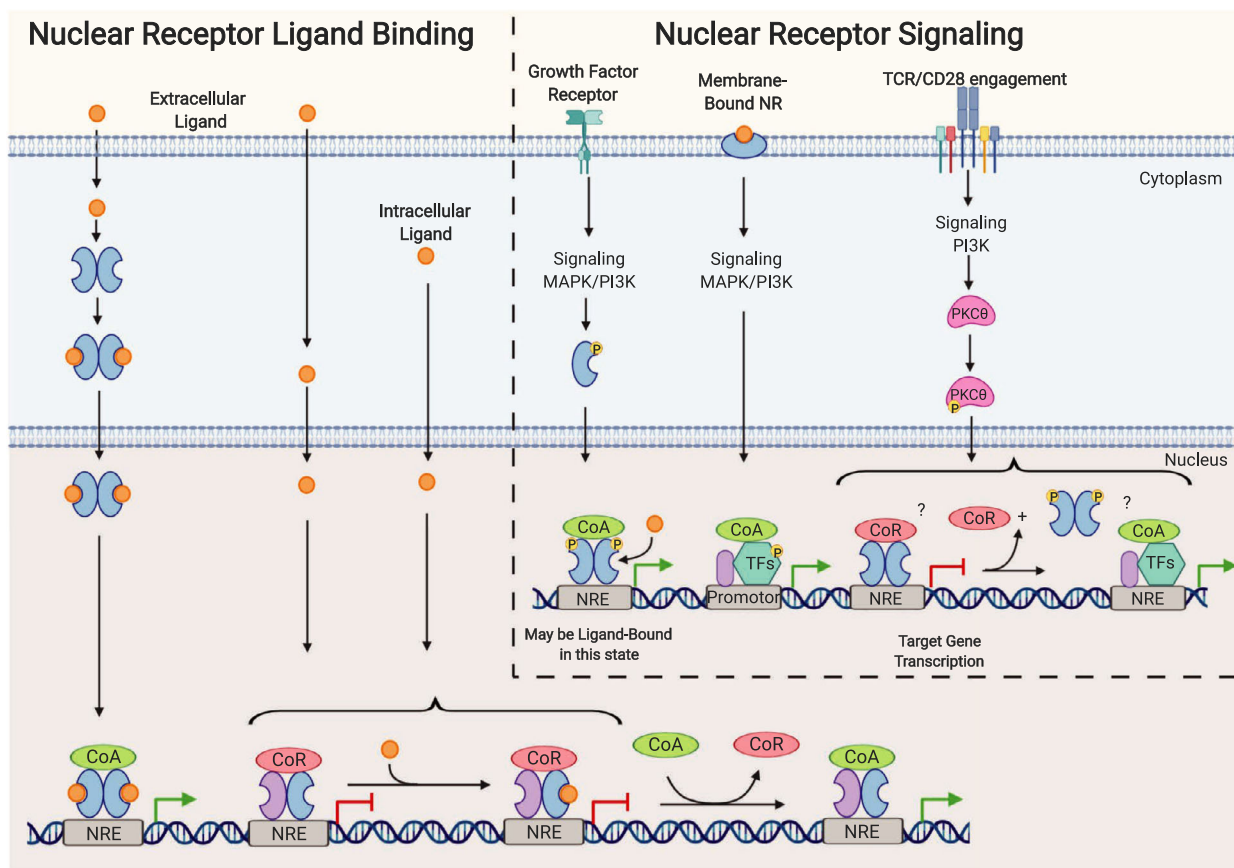 Nuclear Receptor Ligand Binding
Nuclear Receptor Signaling
Extracellular
Ligand
Intracellular
Ligand
Growth Factor
Receptor
Membrane-
Bound NR
TCR/CD28 engagement
Cytoplasm
Signaling
MAPK/PI3K
Signaling
MAPK/PI3K
Signaling
PI3K
P
PKCθ
PKCθ
P
Nucleus
CoA
P
P
NRE
CoA
P
TFs
Promotor
CoR
?
NRE
CoR
+
P
P
?
CoA
TFs
NRE
May be Ligand-Bound
in this state
Target Gene
Transcription
CoA
NRE
CoR
NRE
CoR
NRE
CoA
CoR
CoA
NRE